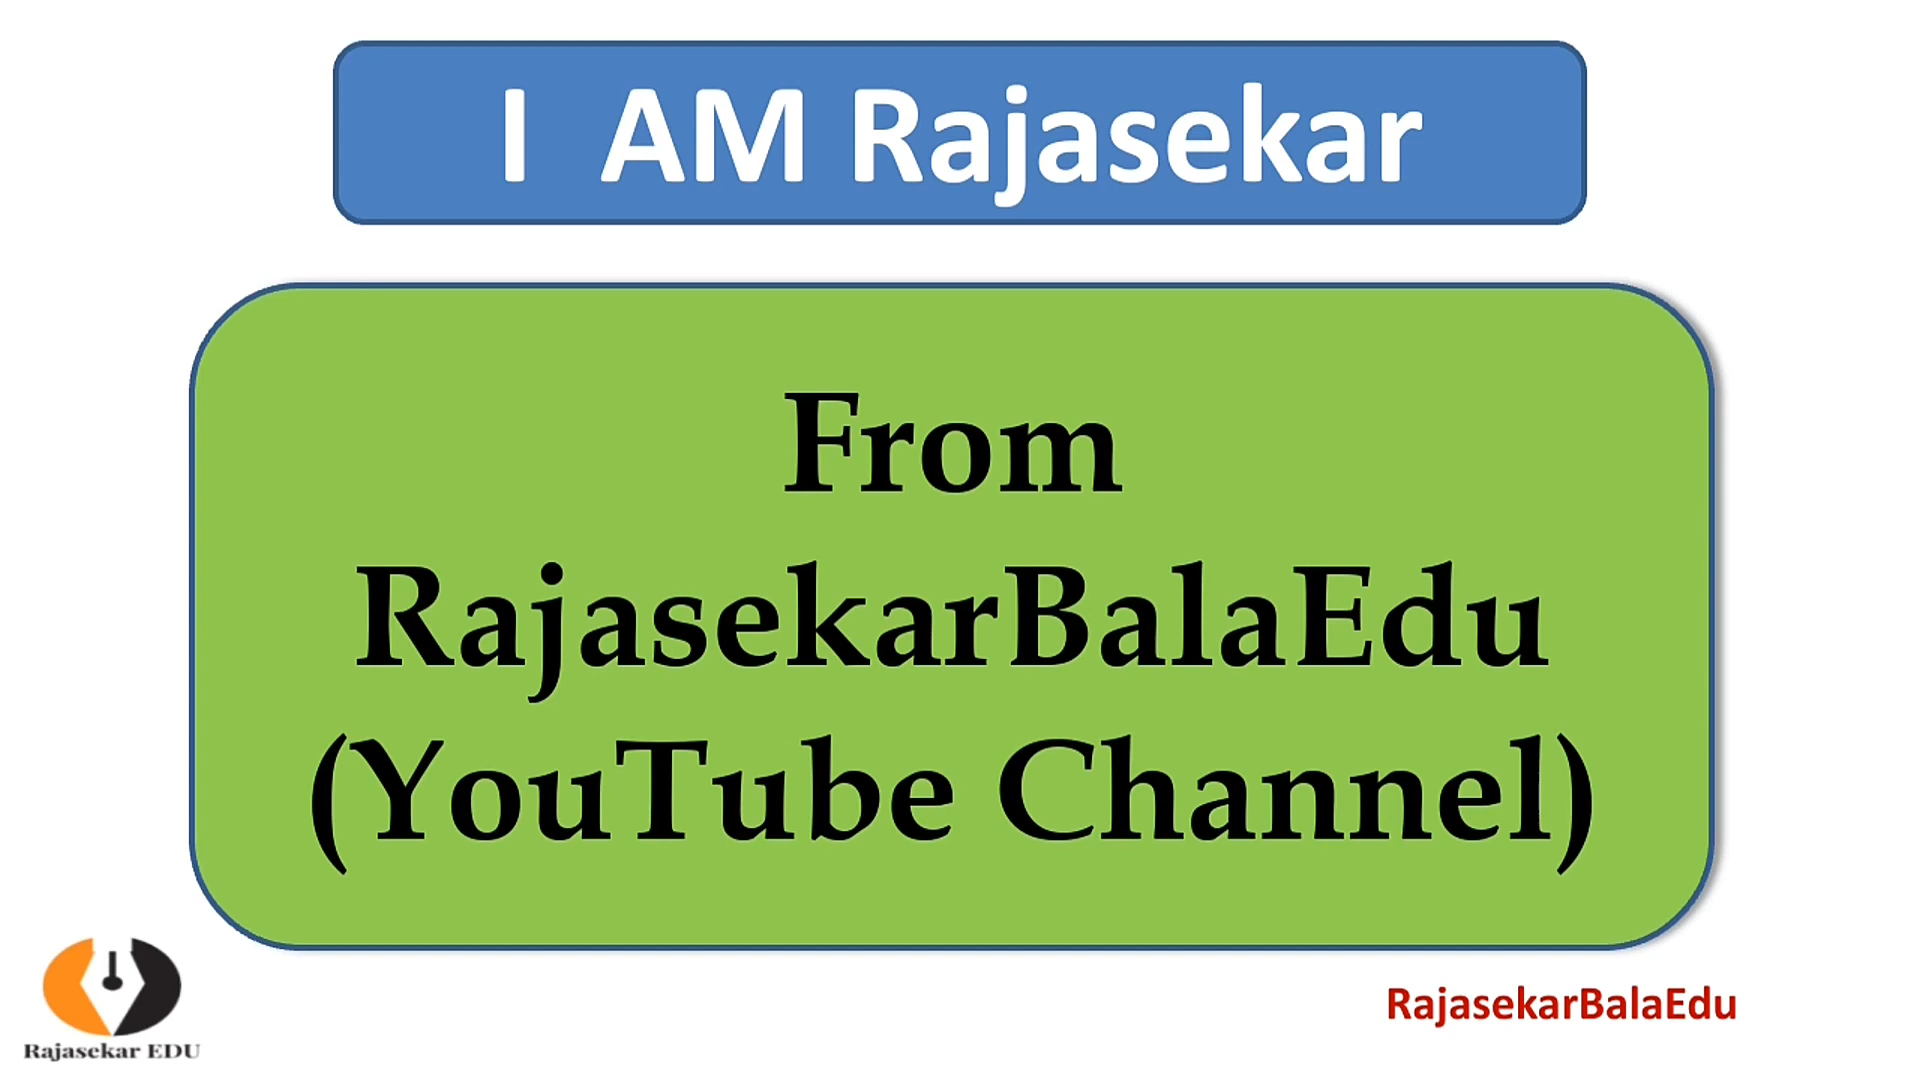 I AM Rajasekar
From
RajasekarBalaEdu
(YouTube Channel)
Rajasekar EDU
RajasekarBalaEdu